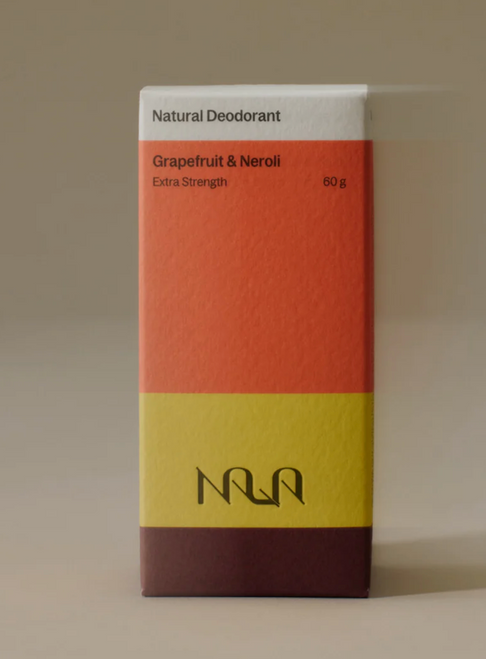 Natural Deodorant
Grapefruit & Neroli
Extra Strength 60 g
NALA